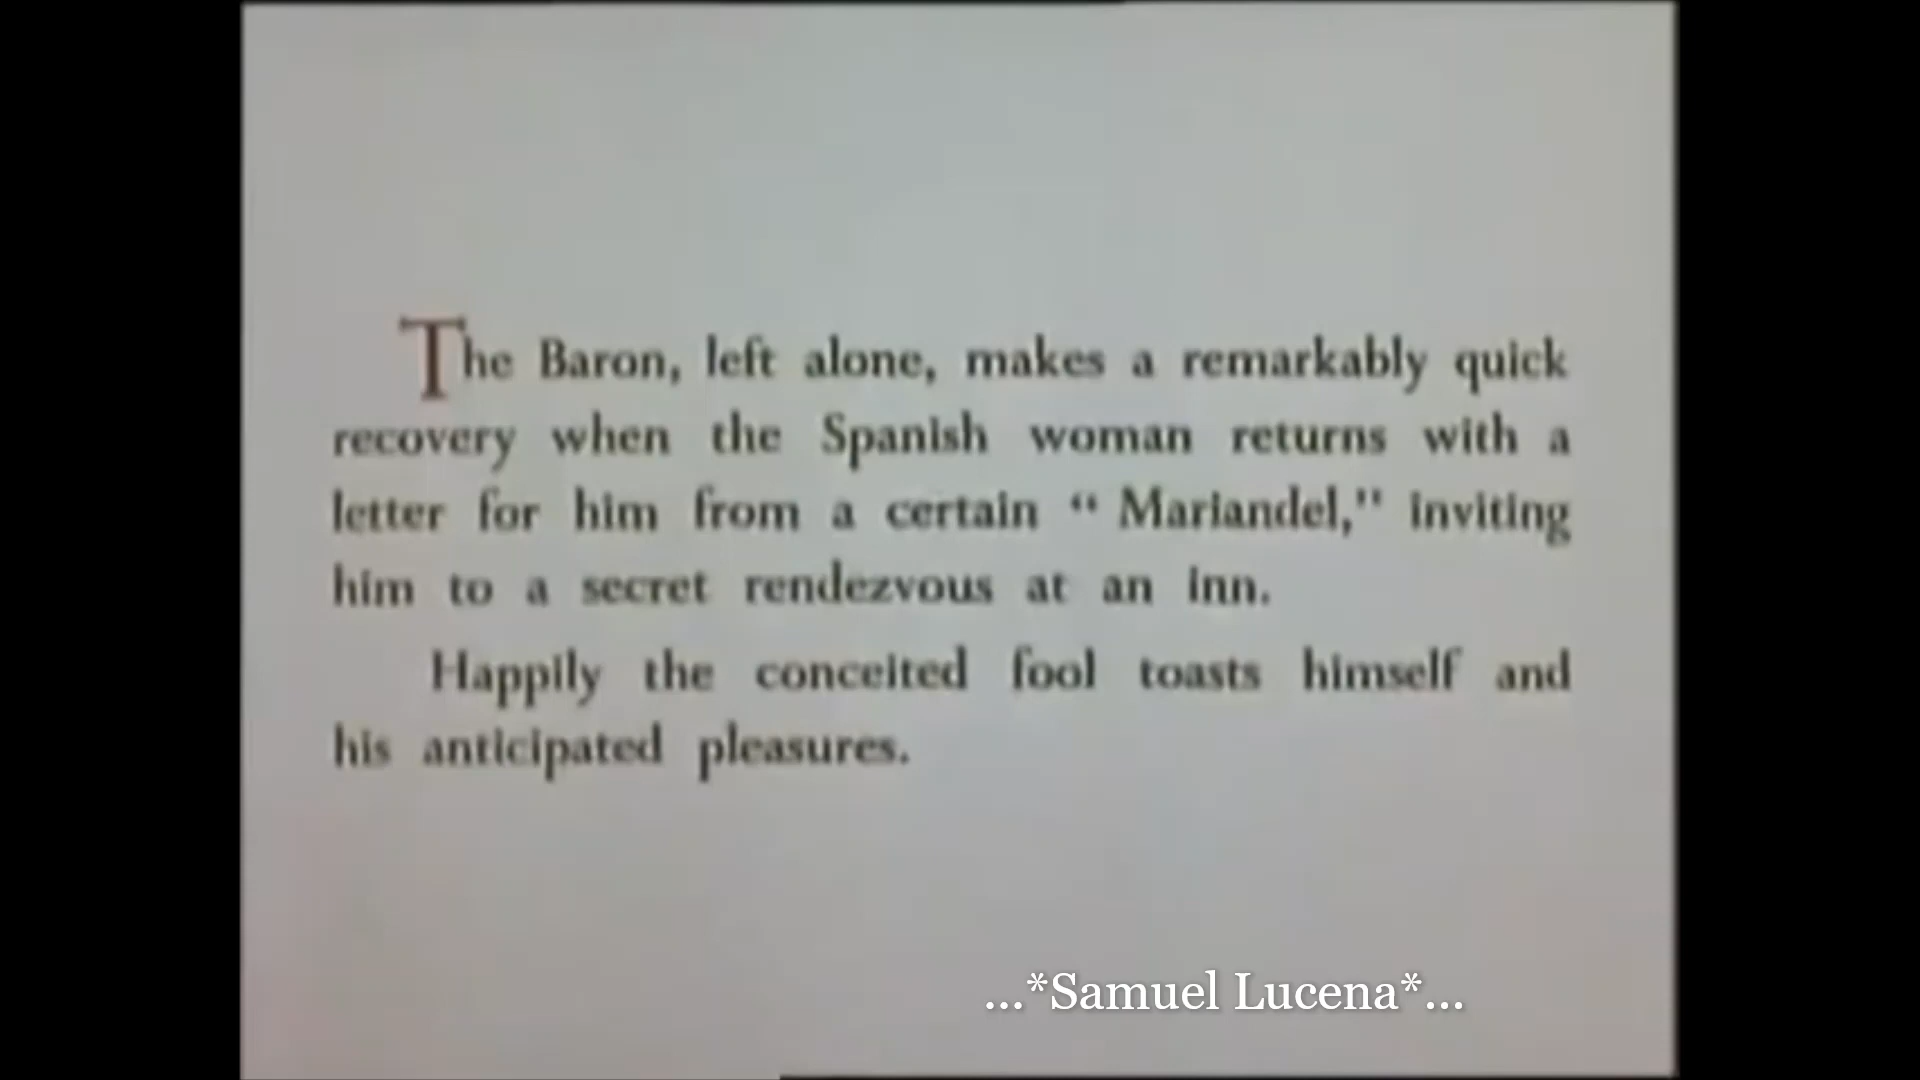 The Baron, left alone, makes a remarkably quick
recovery when the Spanish woman returns with a
letter for him from a certain “ Mariandel,” inviting
him to a secret rendezvous at an inn.
Happily the conceited fool toasts himself and
his anticipated pleasures.
...*Samuel Lucena*...